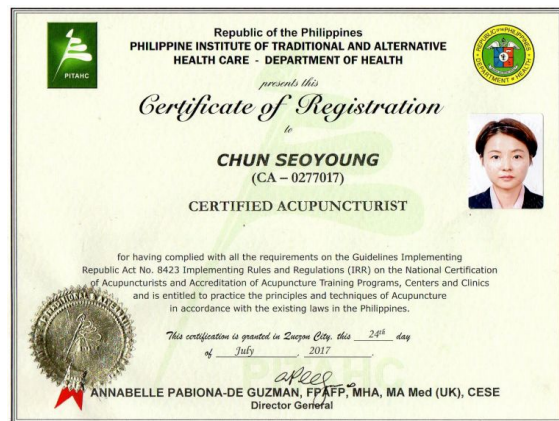 Republic of the Philippines
PHILIPPINE INSTITUTE OF TRADITIONAL AND ALTERNATIVE
HEALTH CARE - DEPARTMENT OF HEALTH
PITAHC
presents this
Certificate of Registration
to
CHUN SEOYOUNG
(CA – 0277017)
CERTIFIED ACUPUNCTURIST
for having complied with all the requirements on the Guidelines Implementing
Republic Act No. 8423 Implementing Rules and Regulations (IRR) on the National Certification
of Acupuncturists and Accreditation of Acupuncture Training Programs, Centers and Clinics
and is entitled to practice the principles and techniques of Acupuncture
in accordance with the existing laws in the Philippines.
This certification is granted in Quezon City, this 24th day
of July, 2017.
PITAHC
ANNABELLE PABIONA-DE GUZMAN, FPAFP, MHA, MA Med (UK), CESE
Director General